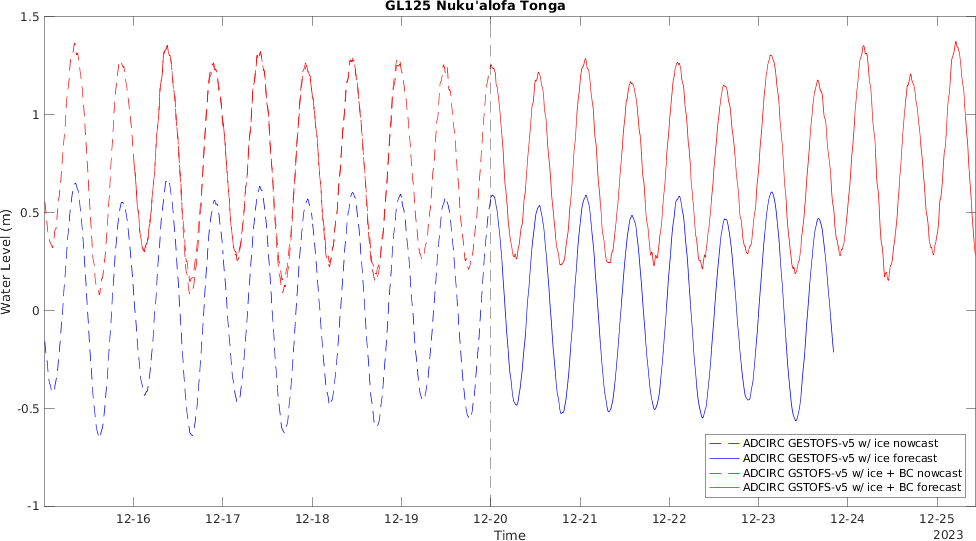 GL125 Nuku'alofa Tonga
1.5
1
0.5
0
-0.5
-1
Water Level (m)
12-16
12-17
12-18
12-19
12-20
12-21
12-22
12-23
12-24
12-25
Time
2023
ADCIRC GESTOFS-v5 w/ ice nowcast
ADCIRC GESTOFS-v5 w/ ice forecast
ADCIRC GSTOFS-v5 w/ ice + BC nowcast
ADCIRC GSTOFS-v5 w/ ice + BC forecast